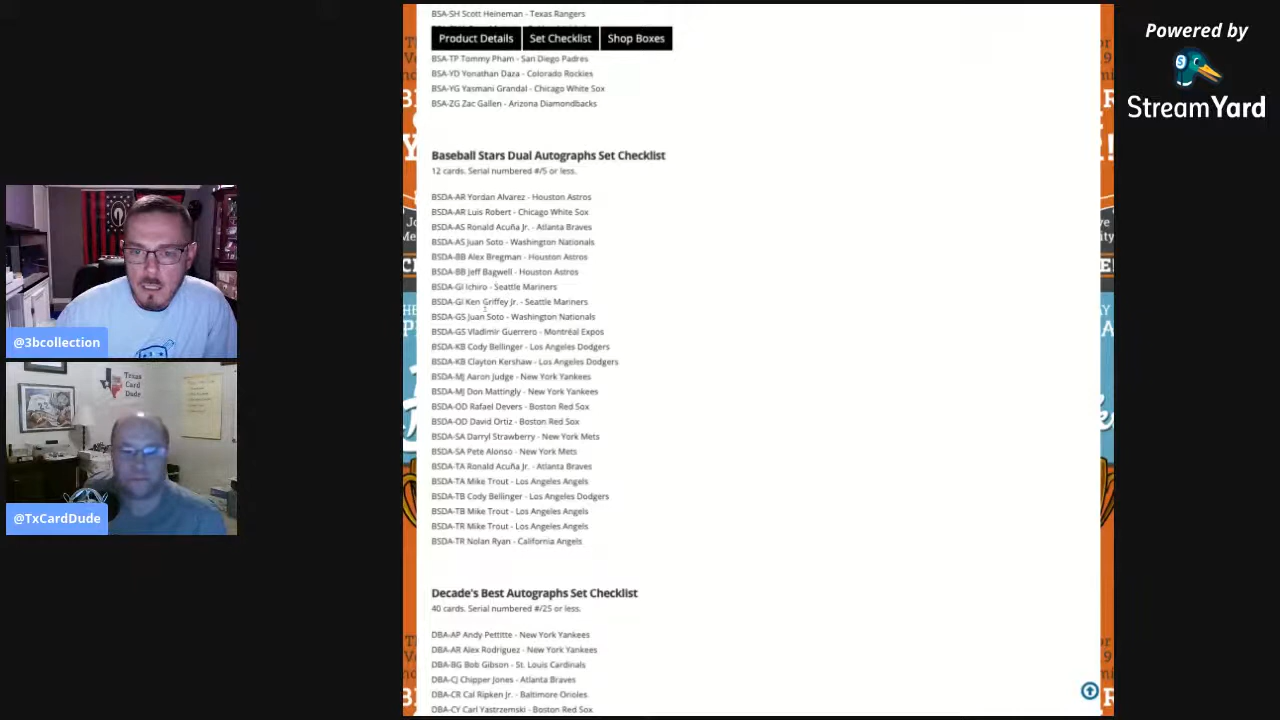 BSA-SH Scott Heineman - Texas Rangers
Product Details
Set Checklist
Shop Boxes
BSA-TP Tommy Pham - San Diego Padres
BSA-YD Yonathan Daza - Colorado Rockies
BSA-YG Yasmani Grandal - Chicago White Sox
BSA-ZG Zac Gallen - Arizona Diamondbacks
Baseball Stars Dual Autographs Set Checklist
12 cards. Serial numbered #/5 or less.
BSDA-AR Yordan Alvarez - Houston Astros
BSDA-AR Luis Robert - Chicago White Sox
BSDA-AS Ronald Acuña Jr. - Atlanta Braves
BSDA-AS Juan Soto - Washington Nationals
BSDA-BB Alex Bregman - Houston Astros
BSDA-BB Jeff Bagwell - Houston Astros
BSDA-GI Ichiro - Seattle Mariners
BSDA-GI Ken Griffey Jr. - Seattle Mariners
BSDA-GS Juan Soto - Washington Nationals
BSDA-GS Vladimir Guerrero - Montréal Expos
BSDA-KB Cody Bellinger - Los Angeles Dodgers
BSDA-KB Clayton Kershaw - Los Angeles Dodgers
BSDA-MJ Aaron Judge - New York Yankees
BSDA-MJ Don Mattingly - New York Yankees
BSDA-OD Rafael Devers - Boston Red Sox
BSDA-OD David Ortiz - Boston Red Sox
BSDA-SA Darryl Strawberry - New York Mets
BSDA-SA Pete Alonso - New York Mets
BSDA-TA Ronald Acuña Jr. - Atlanta Braves
BSDA-TA Mike Trout - Los Angeles Angels
BSDA-TB Cody Bellinger - Los Angeles Dodgers
BSDA-TB Mike Trout - Los Angeles Angels
BSDA-TR Mike Trout - Los Angeles Angels
BSDA-TR Nolan Ryan - California Angels
Decade's Best Autographs Set Checklist
40 cards. Serial numbered #/25 or less.
DBA-AP Andy Pettitte - New York Yankees
DBA-AR Alex Rodriguez - New York Yankees
DBA-BG Bob Gibson - St. Louis Cardinals
DBA-CJ Chipper Jones - Atlanta Braves
DBA-CR Cal Ripken Jr. - Baltimore Orioles
DBA-CY Carl Yastrzemski - Boston Red Sox
Powered by
StreamYard
@3bcollection
Texas
Card
Dude
@TxCardDude